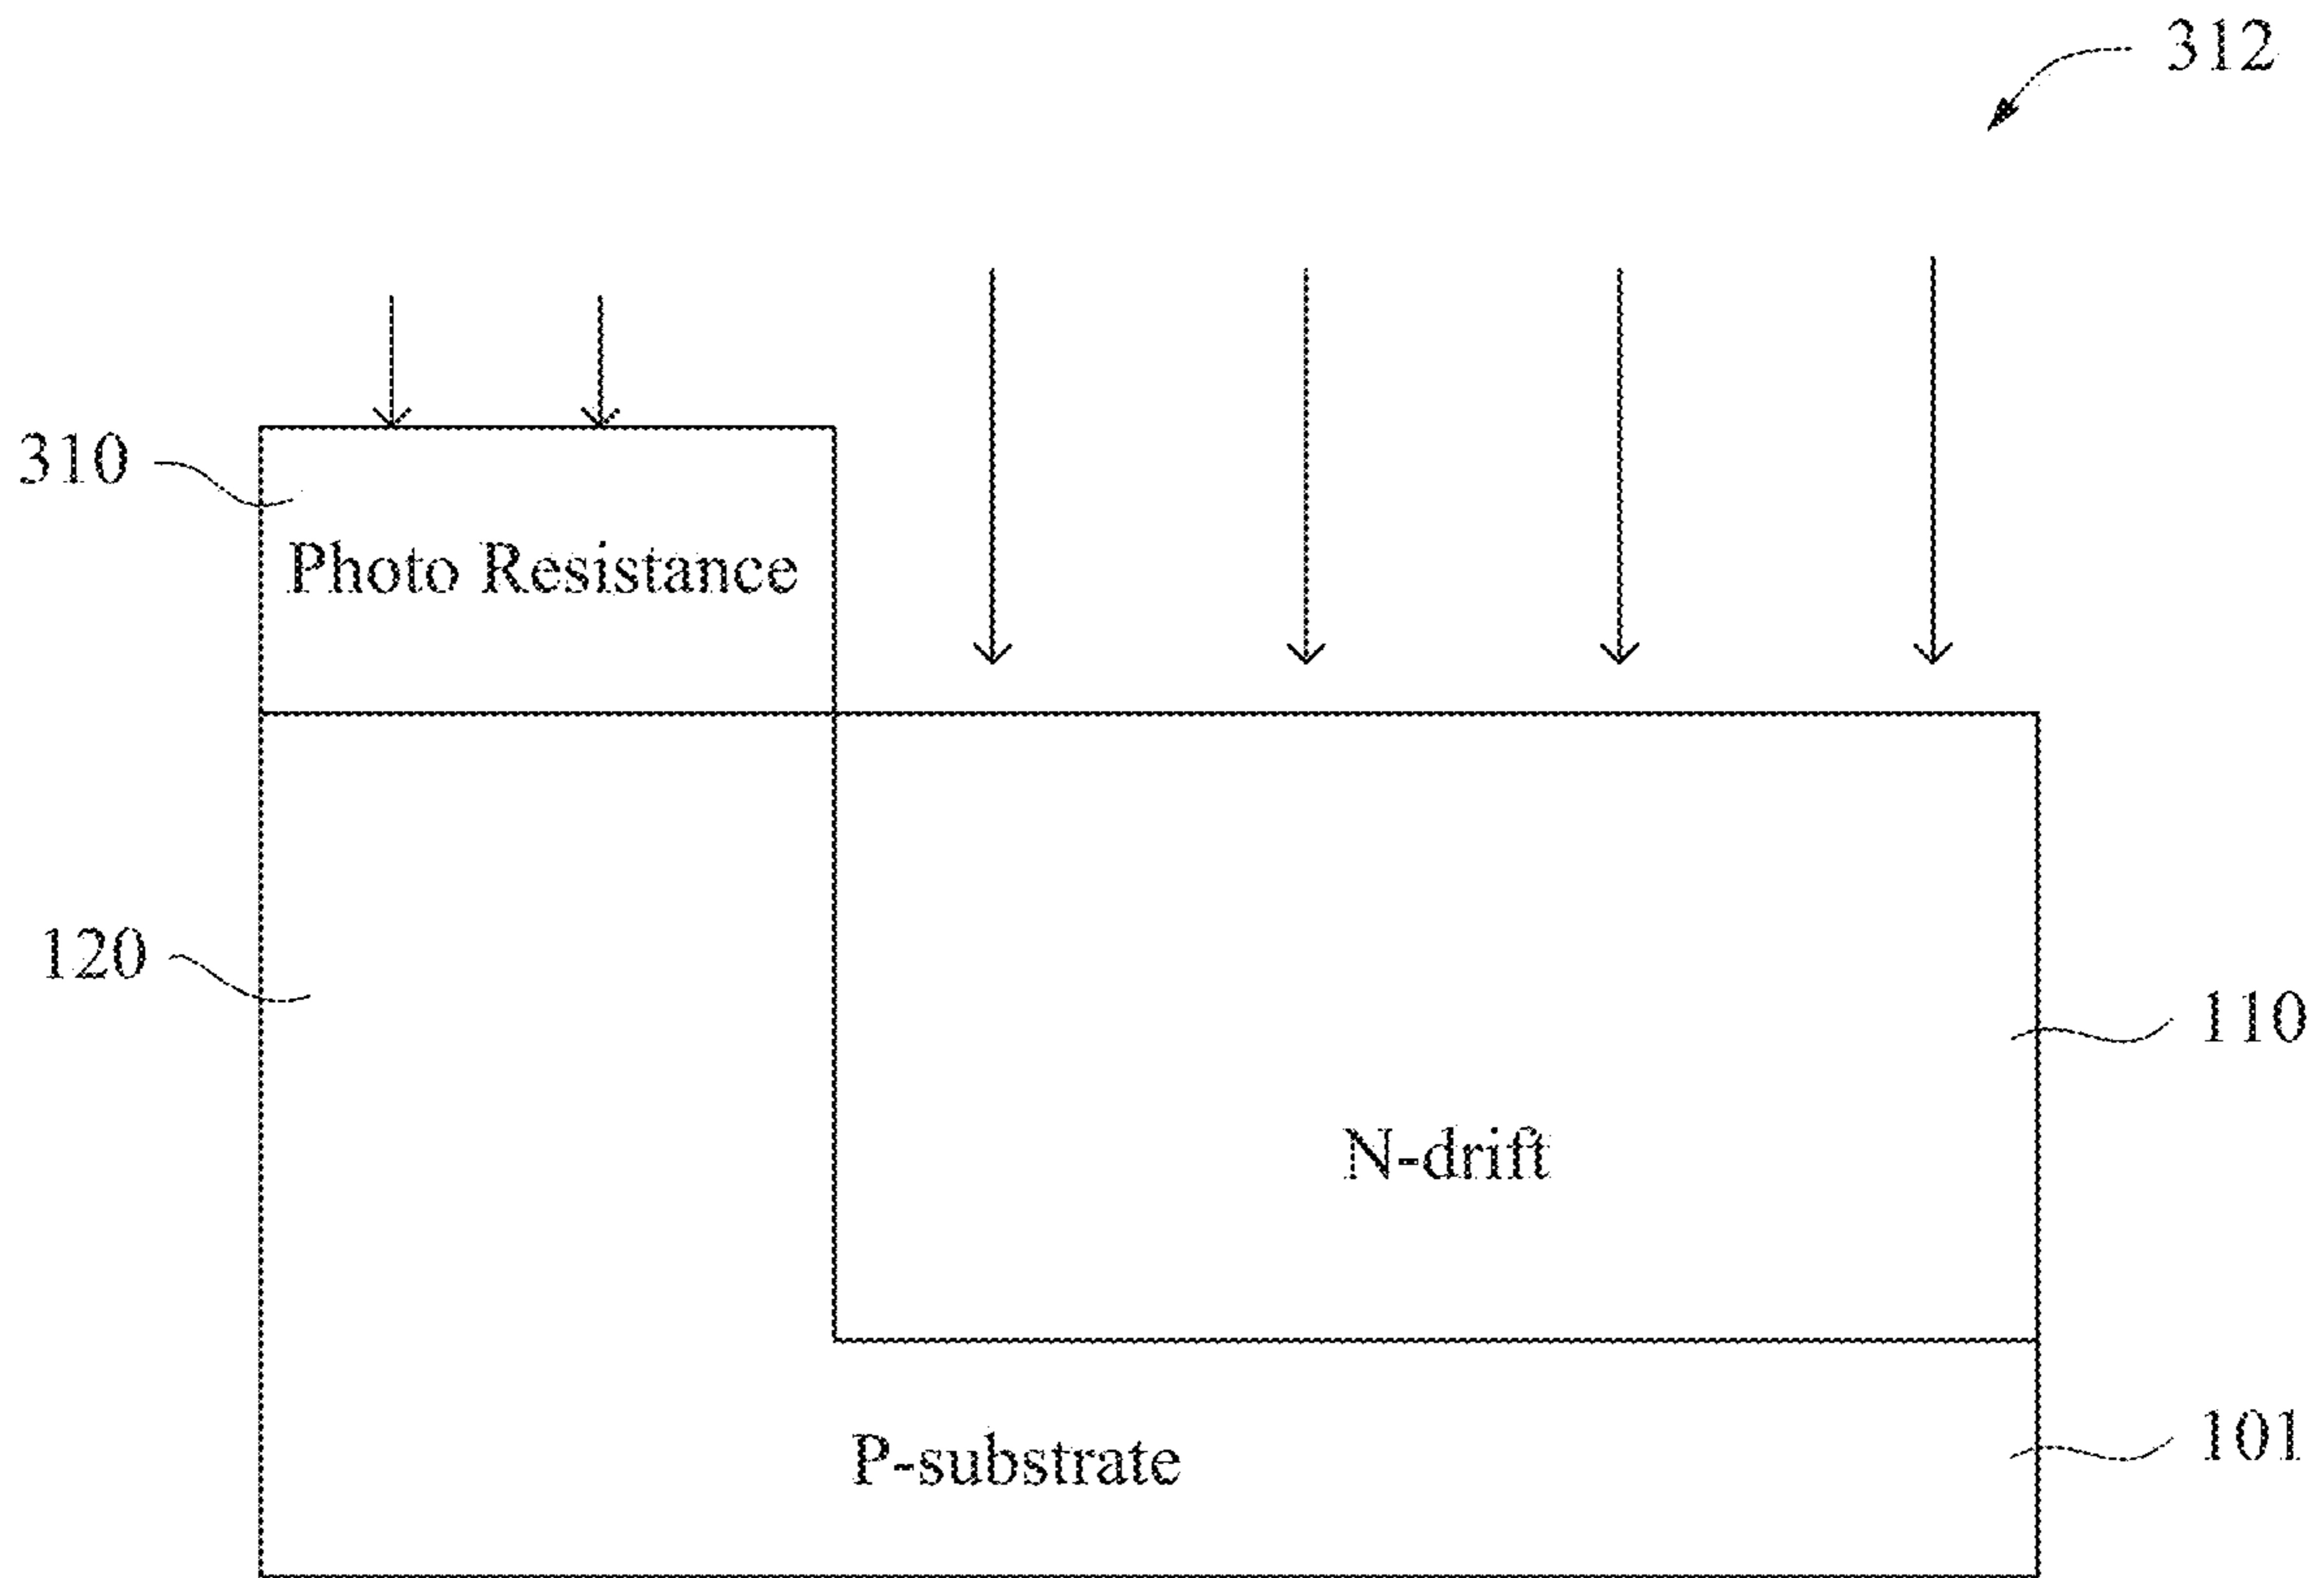 312
310
Photo Resistance
120
110
N-drift
101
P-substrate